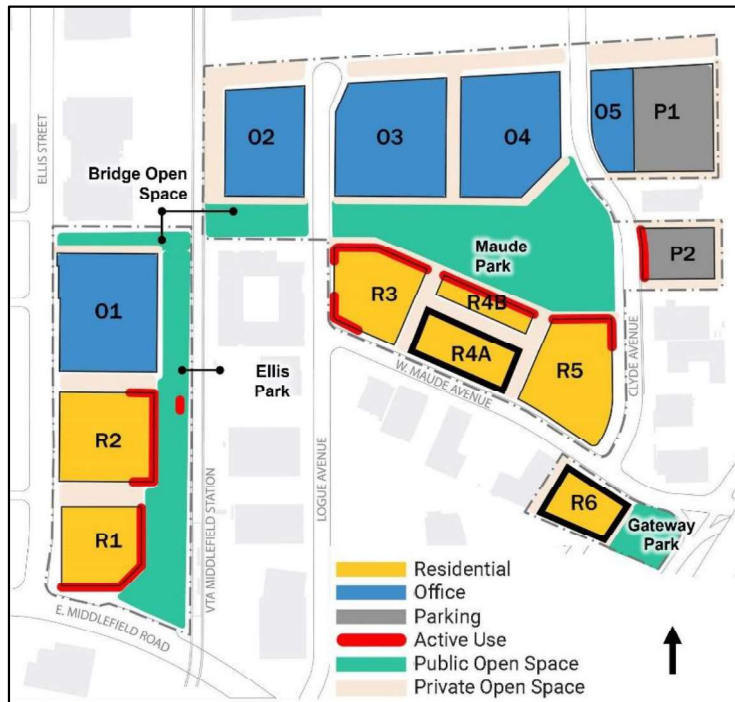 ELLIS STREET
Bridge Open
Space
O2
O3
O4
O5
P1
Maude
Park
P2
O1
R3
R4B
R4A
R5
Ellis
Park
W. MAUDE AVENUE
CLYDE AVENUE
R2
R1
VTA MIDDLEFIELD STATION
LOGUE AVENUE
R6
Gateway
Park
E. MIDDLEFIELD ROAD
Residential
Office
Parking
Active Use
Public Open Space
Private Open Space